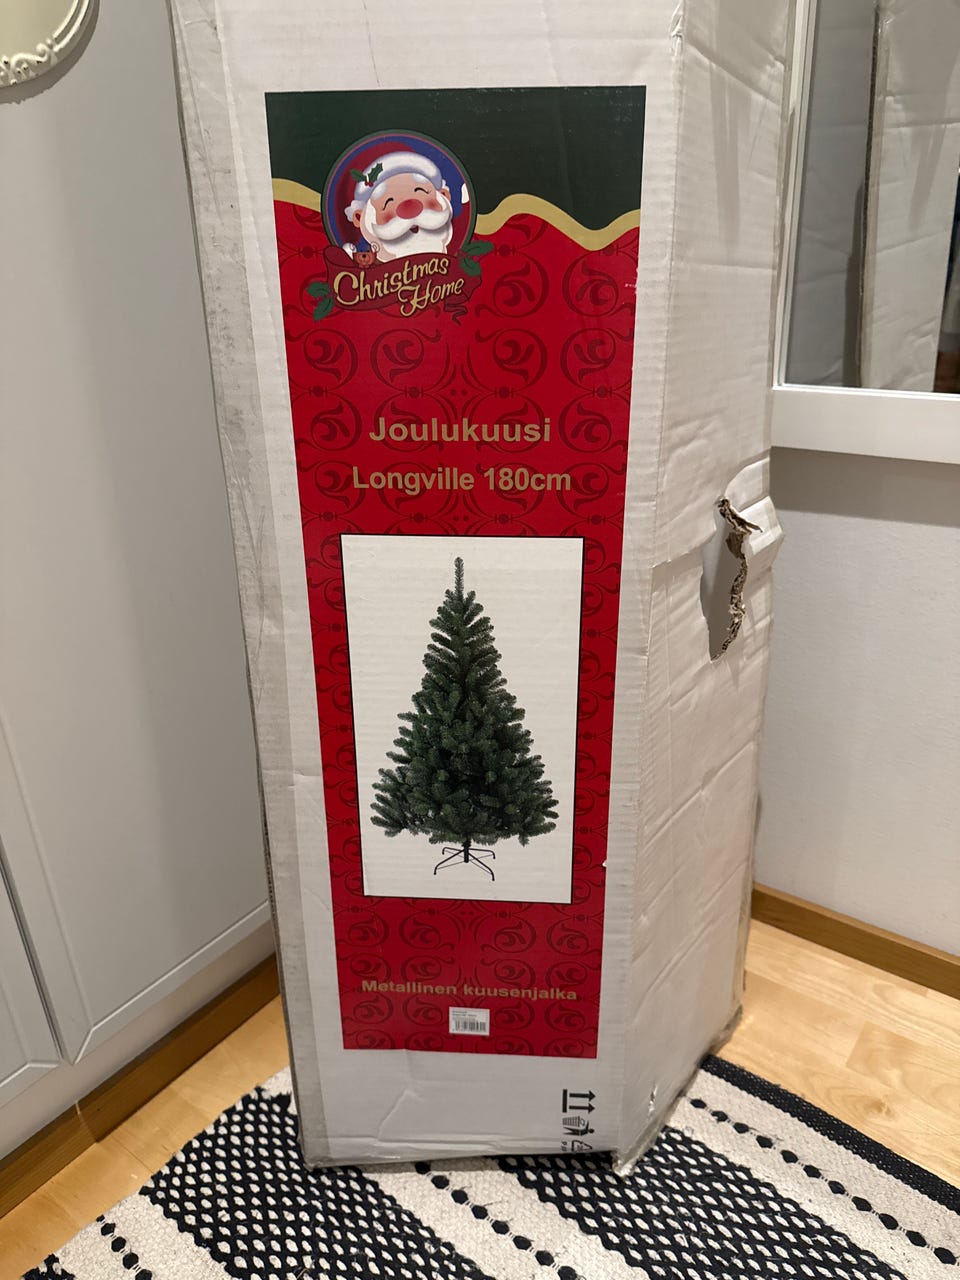 Christmas
Home
Joulukuusi
Longville 180cm
Metallinen kuusenjalka